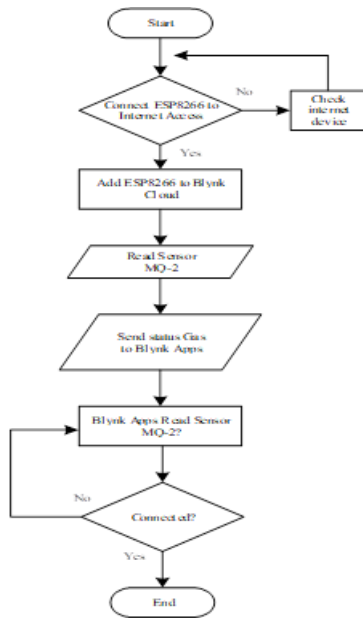 Start
Connect ESP8266 to
Internet Access
No
Check
internet
device
Yes
Add ESP8266 to Blynk
Cloud
Read Sensor
MQ-2
Send status Gas
to Blynk Apps
Blynk Apps Read Sensor
MQ-2?
No
Connected?
Yes
End